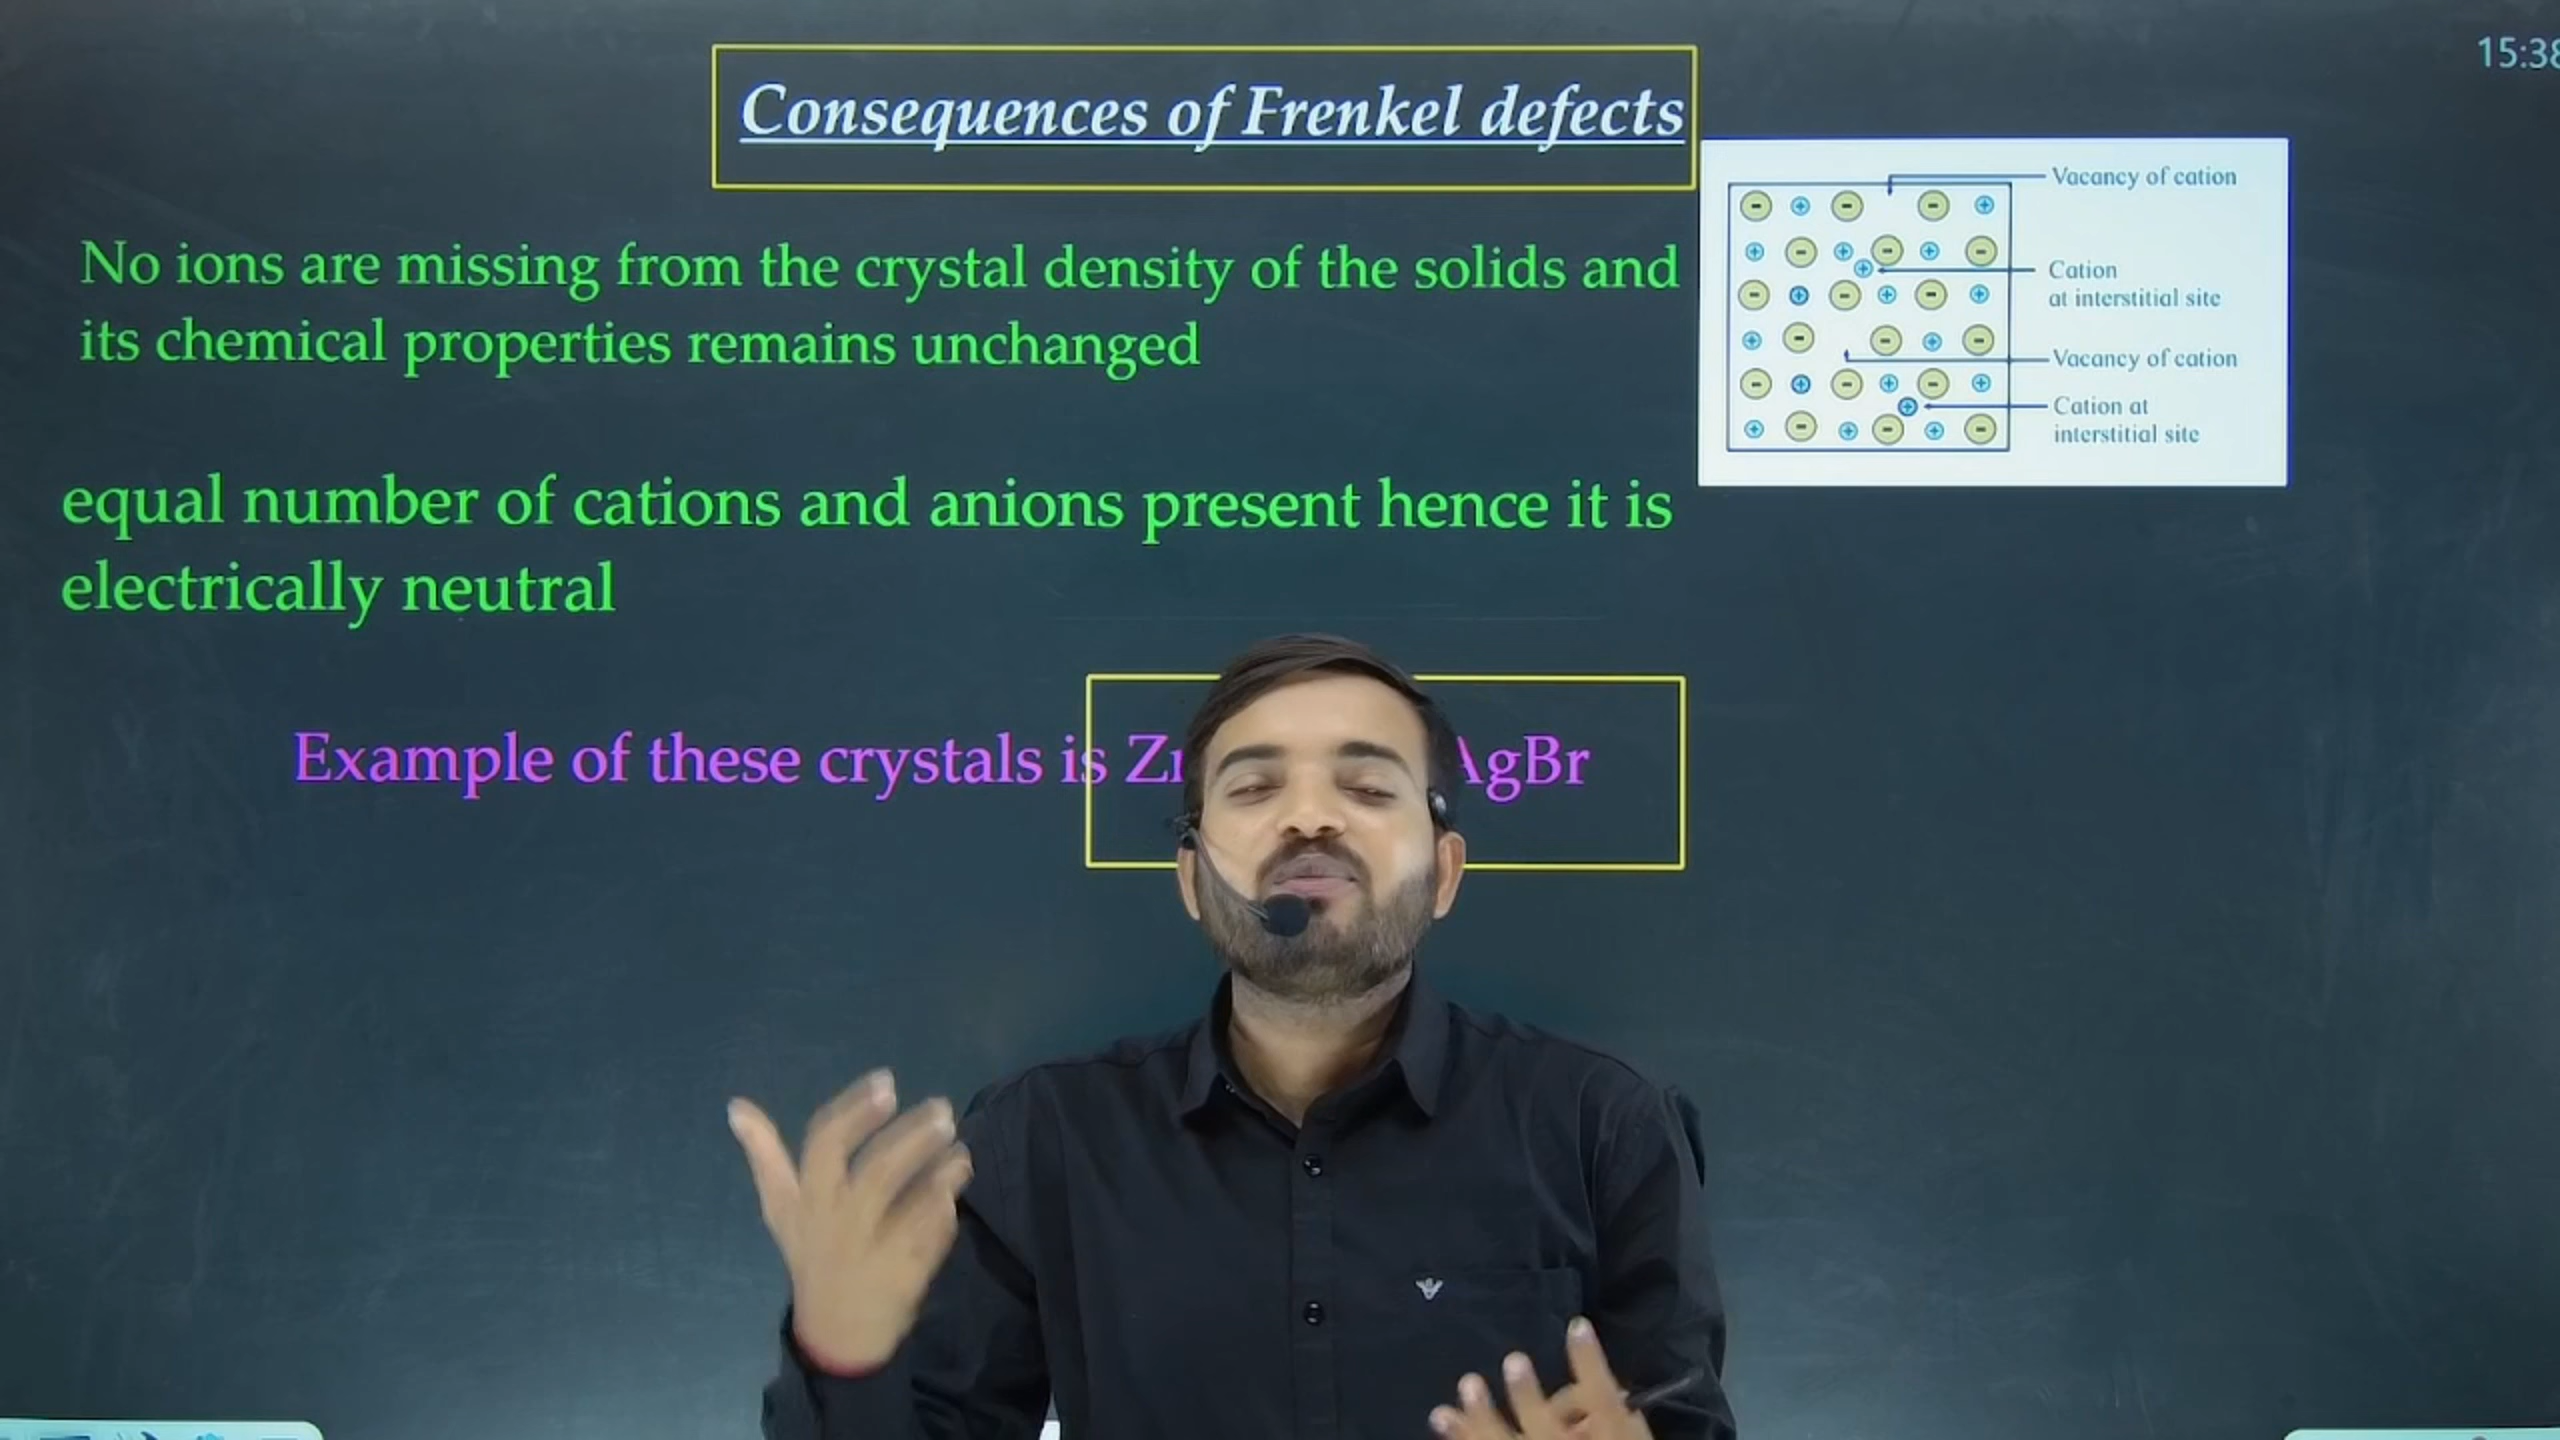 15:38
Consequences of Frenkel defects
No ions are missing from the crystal density of the solids and
its chemical properties remains unchanged
Vacancy of cation
Cation
at interstitial site
Vacancy of cation
Cation at
interstitial site
equal number of cations and anions present hence it is
electrically neutral
Example of these crystals is AgBr